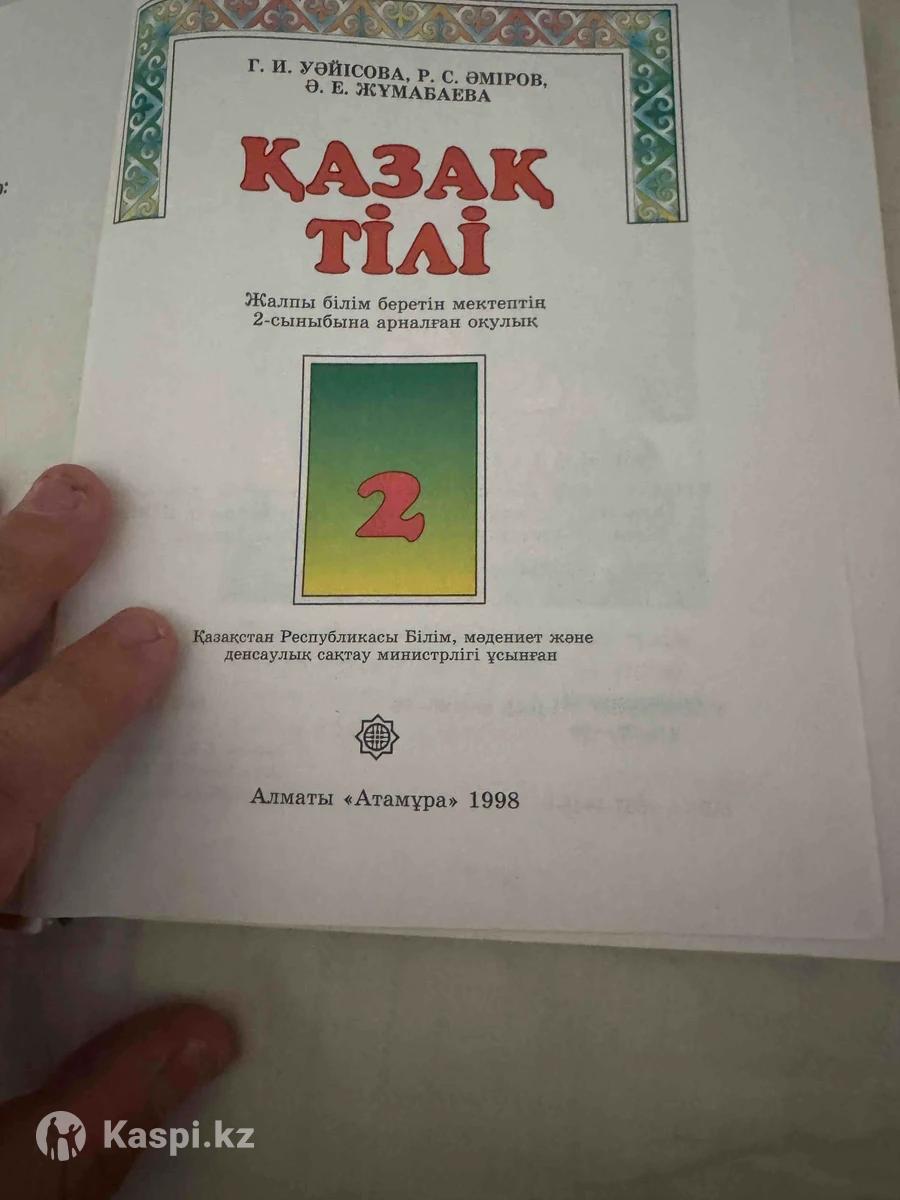 Г. И. УӘЙІСОВА, Р. С. ӘМІРОВ,
Ә. Е. ЖҰМАБАЕВА
ҚАЗАҚ
ТІЛІ
Жалпы білім беретін мектептің
2-сыныбына арналған оқулық
2
Қазақстан Республикасы Білім, мәдениет және
денсаулық сақтау министрлігі ұсынған
Алматы «Атамұра» 1998
Kaspi.kz